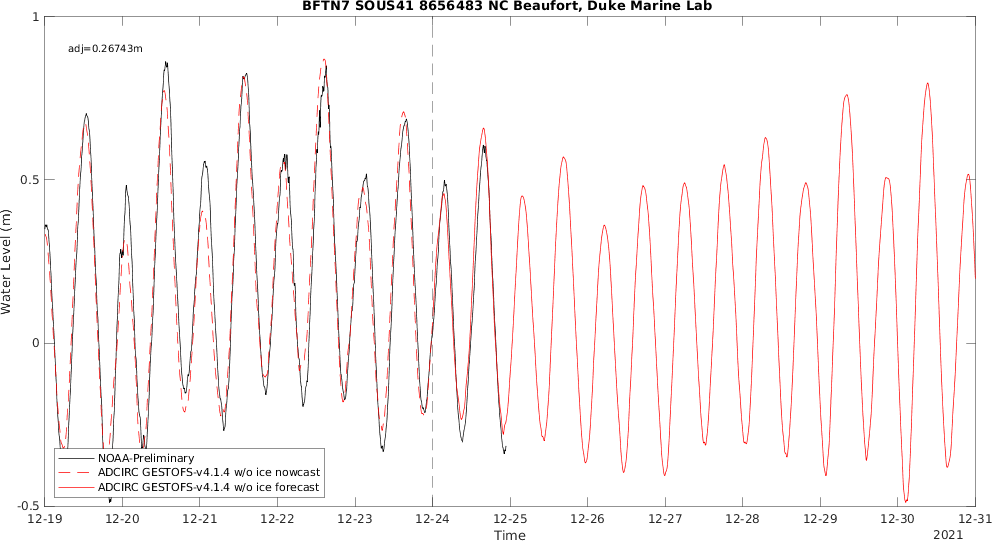 BFTN7 SOUS41 8656483 NC Beaufort, Duke Marine Lab
adj=0.26743m
1
0.5
0
-0.5
Water Level (m)
NOAA-Preliminary
ADCIRC GESTOFS-v4.1.4 w/o ice nowcast
ADCIRC GESTOFS-v4.1.4 w/o ice forecast
12-19 12-20 12-21 12-22 12-23 12-24 12-25 12-26 12-27 12-28 12-29 12-30 12-31
Time
2021